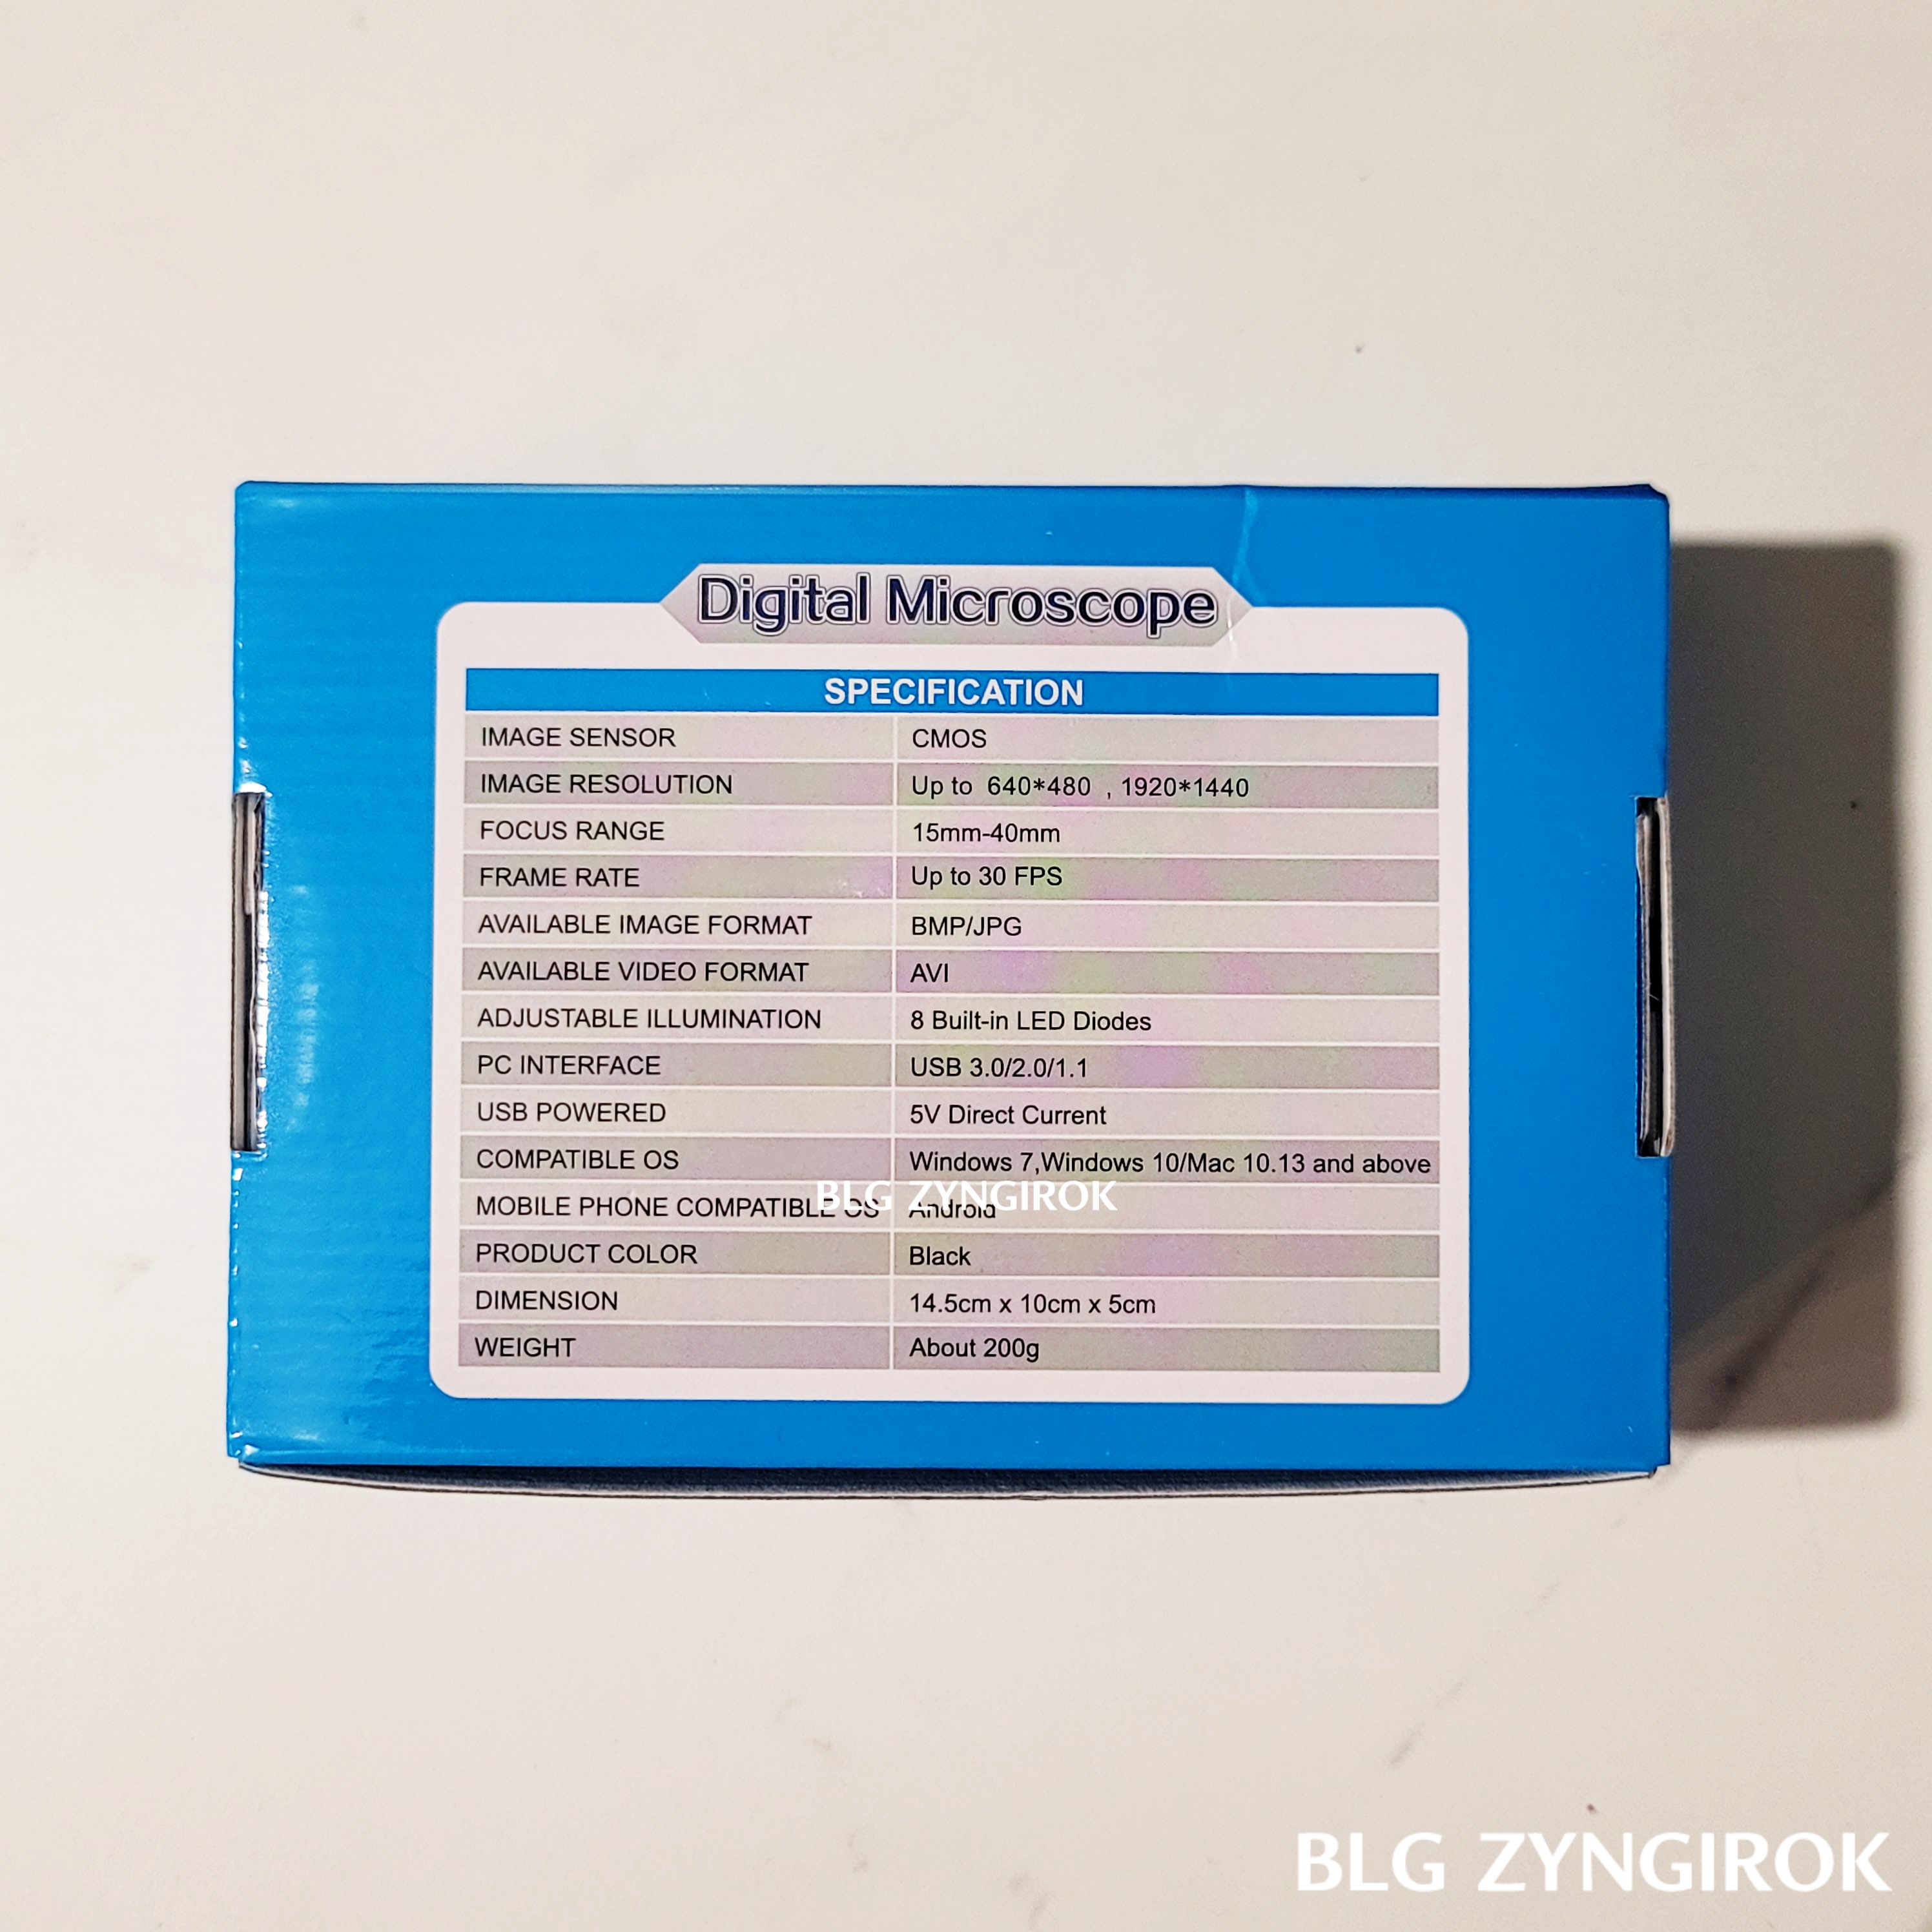 Digital Microscope
SPECIFICATION
IMAGE SENSOR CMOS
IMAGE RESOLUTION Up to 640*480 , 1920*1440
FOCUS RANGE 15mm-40mm
FRAME RATE Up to 30 FPS
AVAILABLE IMAGE FORMAT BMP/JPG
AVAILABLE VIDEO FORMAT AVI
ADJUSTABLE ILLUMINATION 8 Built-in LED Diodes
PC INTERFACE USB 3.0/2.0/1.1
USB POWERED 5V Direct Current
COMPATIBLE OS Windows 7,Windows 10/Mac 10.13 and above
BLG ZYNGIROK
MOBILE PHONE COMPATIBLE OS Android
PRODUCT COLOR Black
DIMENSION 14.5cm x 10cm x 5cm
WEIGHT About 200g
BLG ZYNGIROK